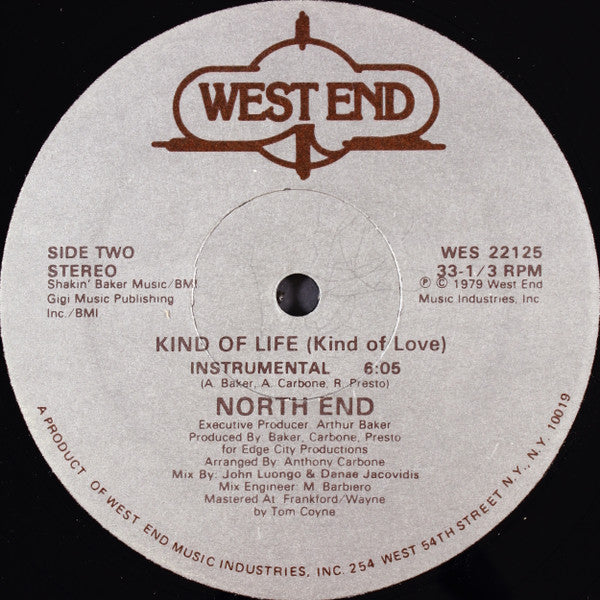 WEST END
SIDE TWO
STEREO
Shakin' Baker Music/BMI
Gigi Music Publishing
Inc./BMI
WES 22125
33-1/3 RPM
Ⓟ © 1979 West End
Music Industries, Inc
KIND OF LIFE (Kind of Love)
INSTRUMENTAL 6:05
(A. Baker, A. Carbone, R. Presto)
NORTH END
Executive Producer: Arthur Baker
Produced By: Baker, Carbone, Presto
for Edge City Productions
Arranged By: Anthony Carbone
Mix By: John Luongo & Denae Jacovidis
Mix Engineer: M. Barbiero
Mastered At: Frankford/Wayne
by Tom Coyne
A PRODUCT OF WEST END MUSIC INDUSTRIES, INC. 254 WEST 54TH STREET N.Y., N.Y. 10019